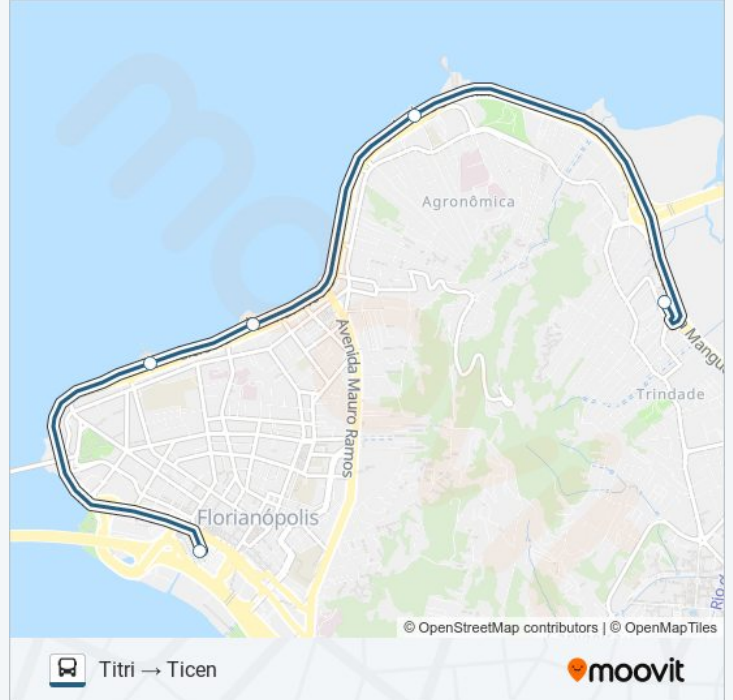 Agronômica
Avenida Mauro Ramos
Trindade
Florianópolis
© OpenStreetMap contributors | © OpenMapTiles
Titri → Ticen
moovit